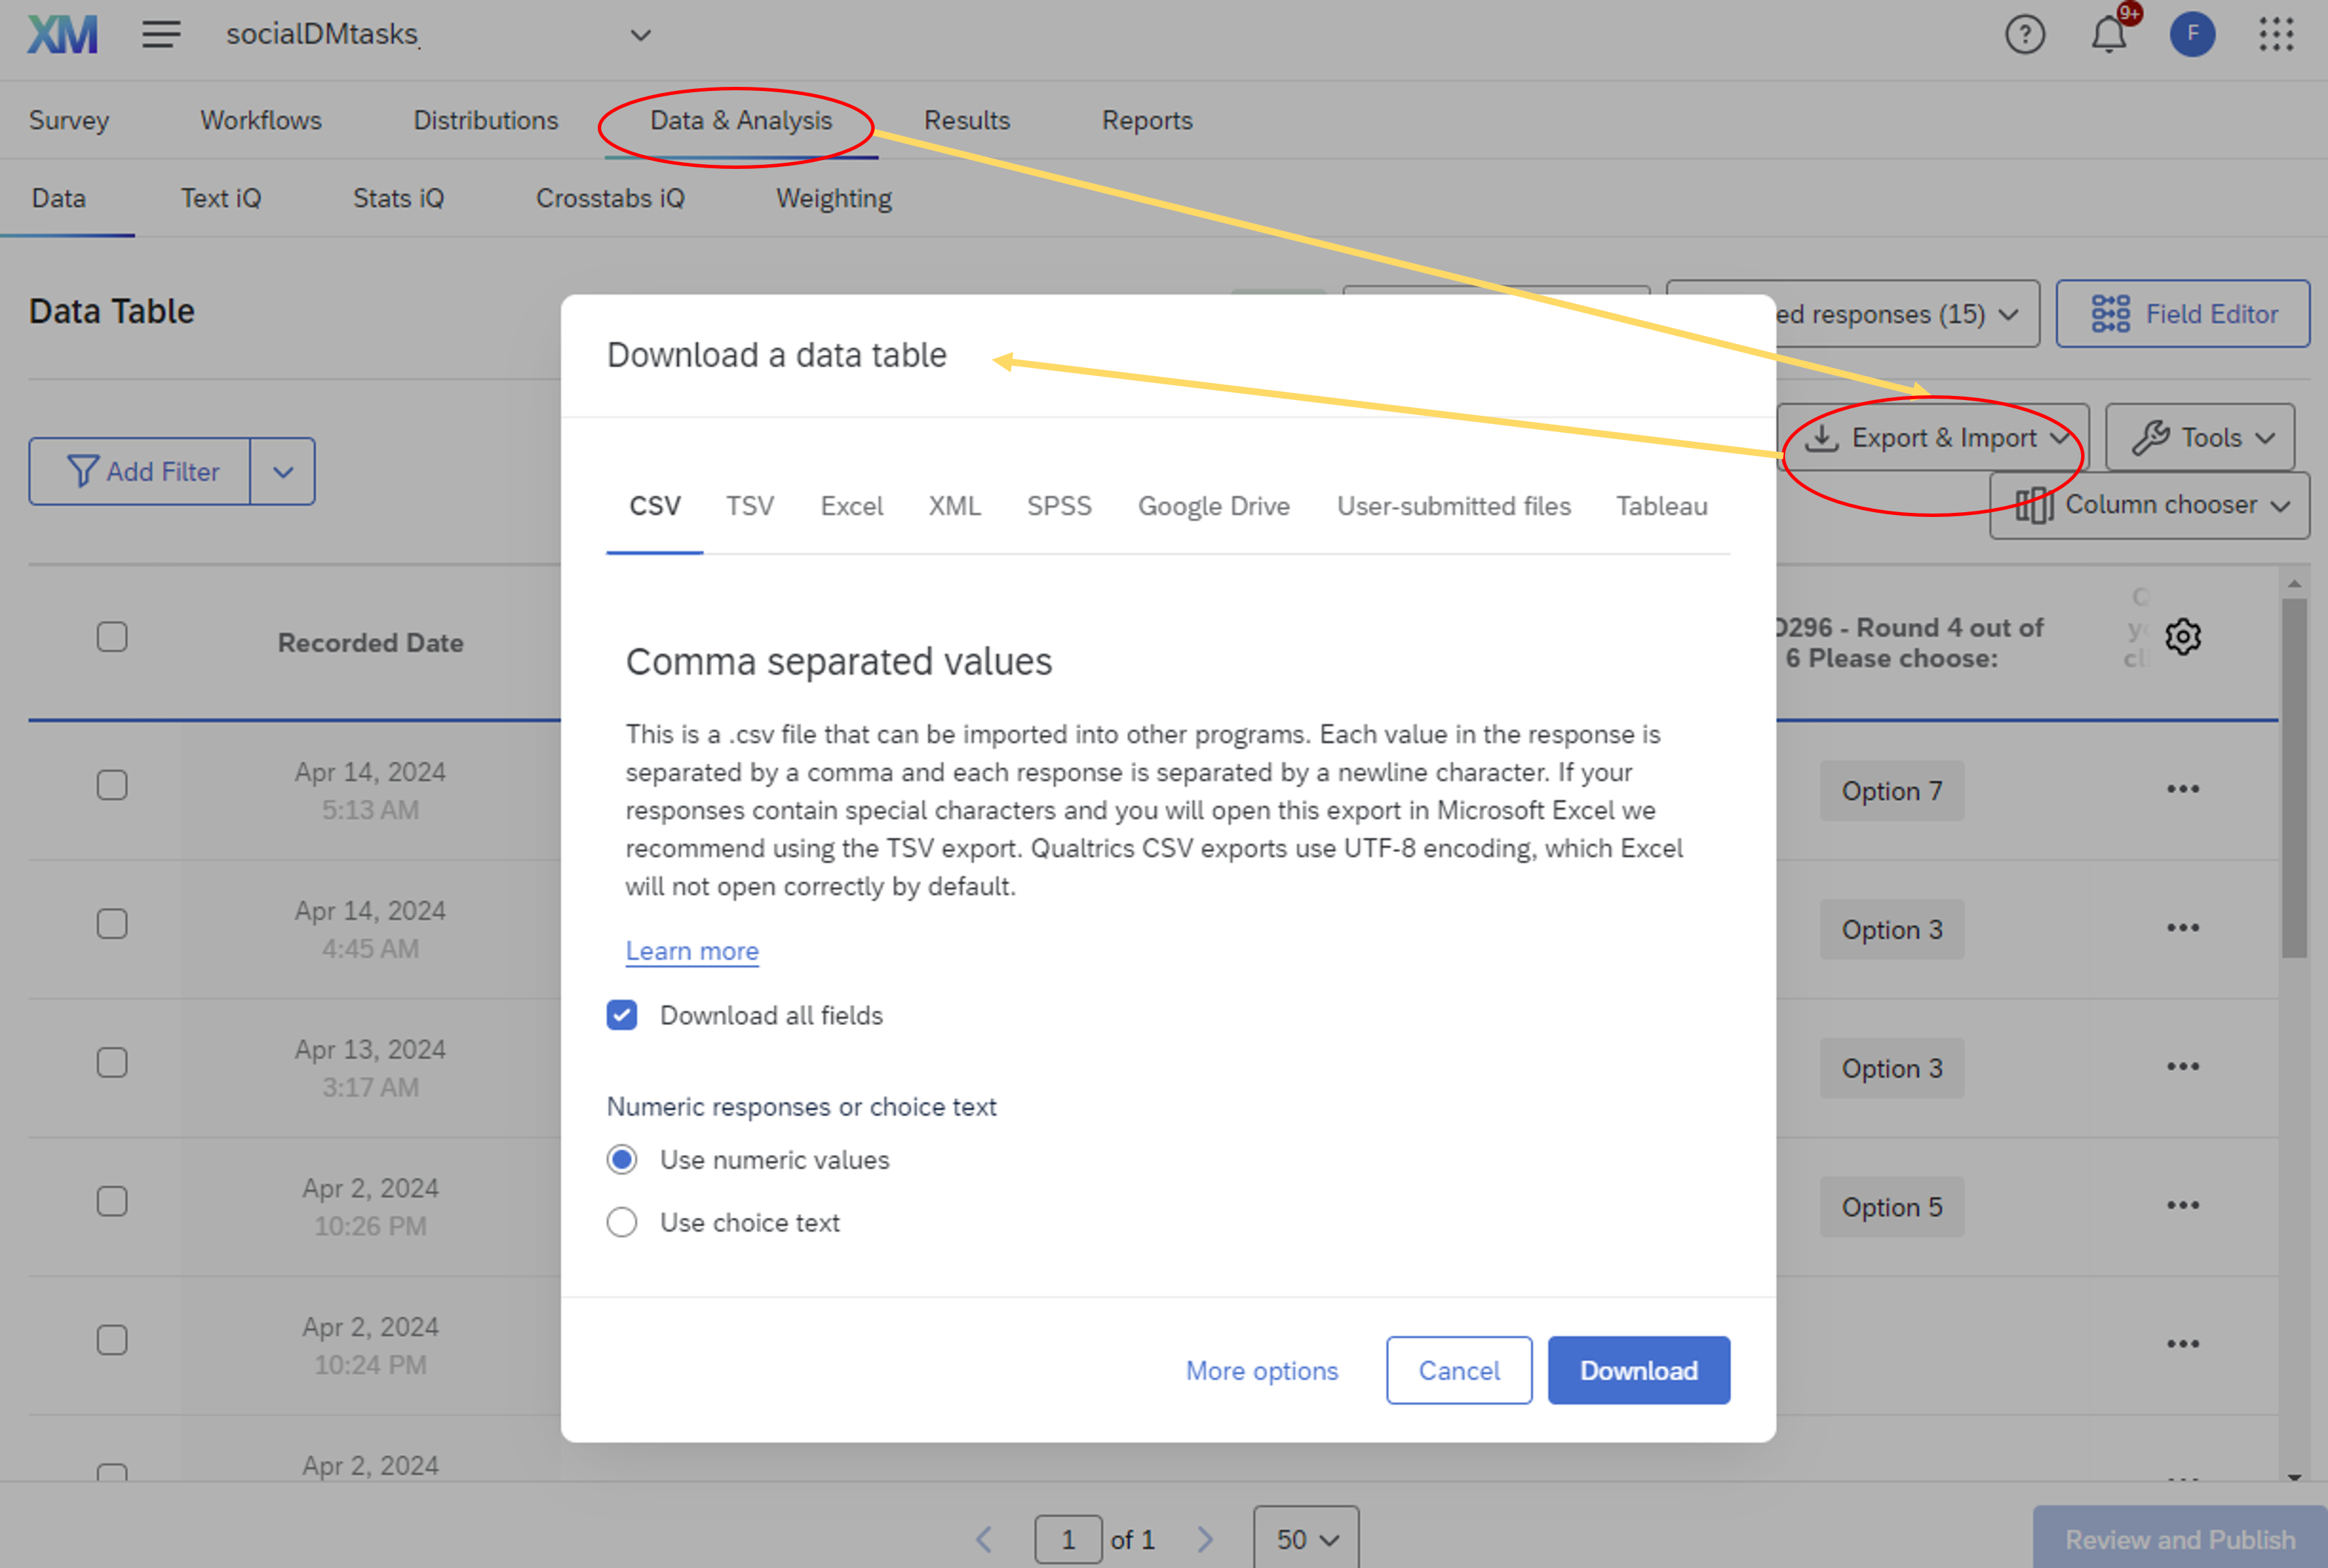 XM
socialDMtasks
9+
F
Survey
Workflows
Distributions
Data & Analysis
Results
Reports
Data
Text iQ
Stats iQ
Crosstabs iQ
Weighting
Data Table
ed responses (15)
Field Editor
Download a data table
Add Filter
Export & Import
Tools
Column chooser
CSV
TSV
Excel
XML
SPSS
Google Drive
User-submitted files
Tableau
Recorded Date
D296 - Round 4 out of
6 Please choose:
Comma separated values
This is a .csv file that can be imported into other programs. Each value in the response is
separated by a comma and each response is separated by a newline character. If your
responses contain special characters and you will open this export in Microsoft Excel we
recommend using the TSV export. Qualtrics CSV exports use UTF-8 encoding, which Excel
will not open correctly by default.
Learn more
Download all fields
Numeric responses or choice text
Use numeric values
Use choice text
More options
Cancel
Download
Apr 14, 2024
5:13 AM
Option 7
Apr 14, 2024
4:45 AM
Option 3
Apr 13, 2024
3:17 AM
Option 3
Apr 2, 2024
10:26 PM
Option 5
Apr 2, 2024
10:24 PM
Apr 2, 2024
1 of 1
50
Review and Publish